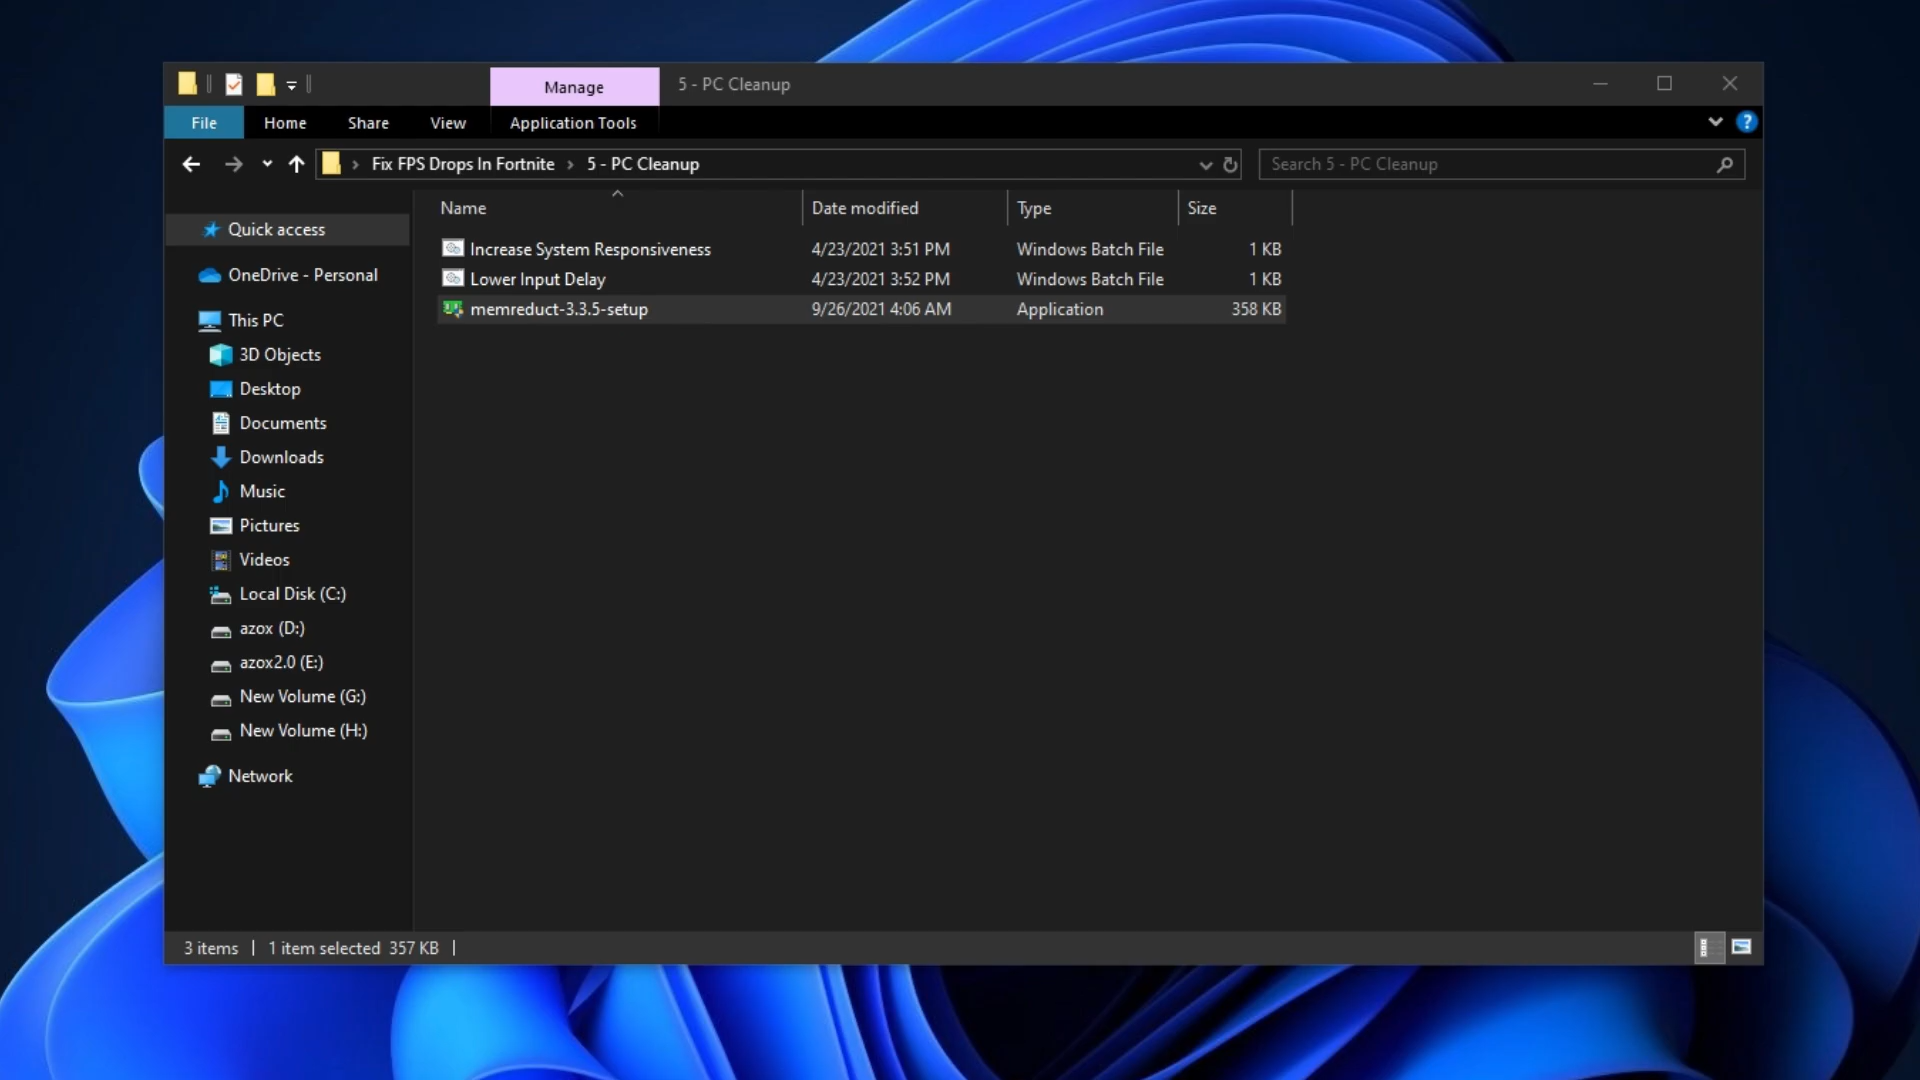 Manage
5 - PC Cleanup
File
Home
Share
View
Application Tools
?
Fix FPS Drops In Fortnite
5 - PC Cleanup
Search 5 - PC Cleanup
Name
Date modified
Type
Size
Increase System Responsiveness
4/23/2021 3:51 PM
Windows Batch File
1 KB
Lower Input Delay
4/23/2021 3:52 PM
Windows Batch File
1 KB
memreduct-3.3.5-setup
9/26/2021 4:06 AM
Application
358 KB
Quick access
OneDrive - Personal
This PC
3D Objects
Desktop
Documents
Downloads
Music
Pictures
Videos
Local Disk (C:)
azox (D:)
azox2.0 (E:)
New Volume (G:)
New Volume (H:)
Network
3 items
1 item selected 357 KB